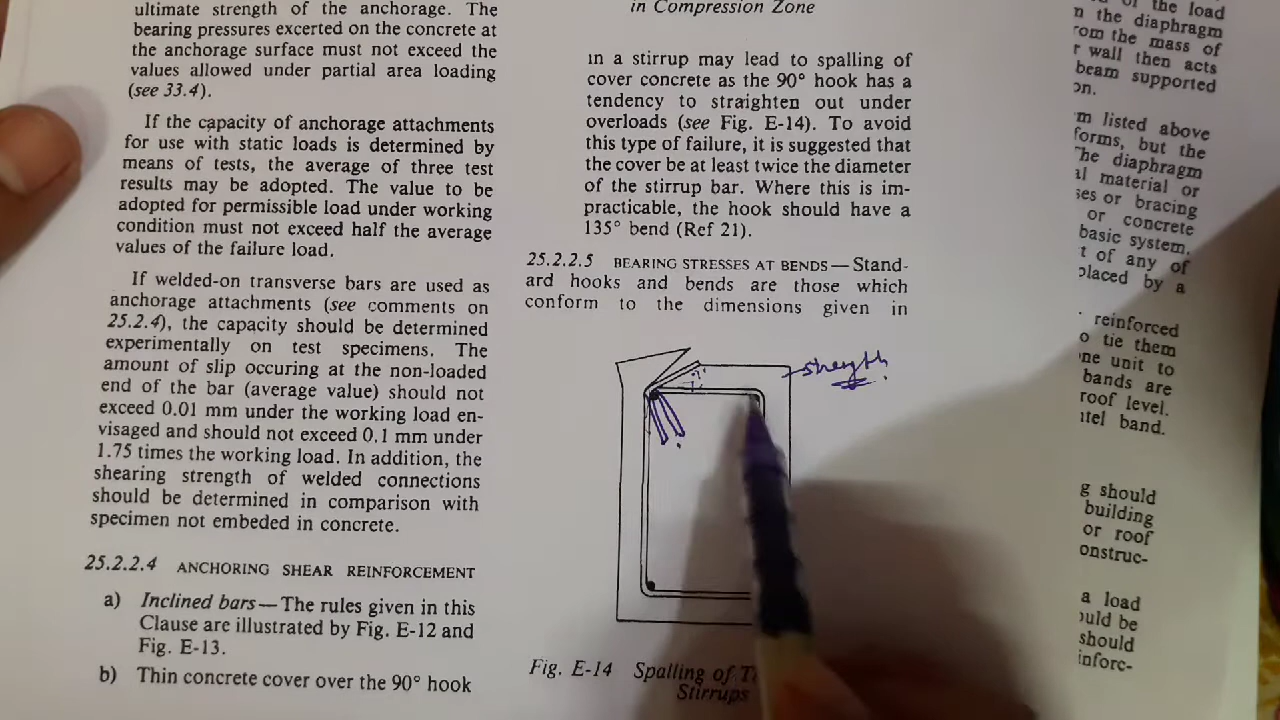 ultimate strength of the anchorage. The
bearing pressures excerted on the concrete at
the anchorage surface must not exceed the
values allowed under partial area loading
(see 33.4).
If the capacity of anchorage attachments
for use with static loads is determined by
means of tests, the average of three test
results may be adopted. The value to be
adopted for permissible load under working
condition must not exceed half the average
values of the failure load.
If welded-on transverse bars are used as
anchorage attachments (see comments on
25.2.4), the capacity should be determined
experimentally on test specimens. The
amount of slip occuring at the non-loaded
end of the bar (average value) should not
exceed 0.01 mm under the working load en-
visaged and should not exceed 0.1 mm under
1.75 times the working load. In addition, the
shearing strength of welded connections
should be determined in comparison with
specimen not embeded in concrete.
25.2.2.4 ANCHORING SHEAR REINFORCEMENT
a) Inclined bars—The rules given in this
Clause are illustrated by Fig. E-12 and
Fig. E-13.
b) Thin concrete cover over the 90° hook
in Compression Zone
in a stirrup may lead to spalling of
cover concrete as the 90° hook has a
tendency to straighten out under
overloads (see Fig. E-14). To avoid
this type of failure, it is suggested that
the cover be at least twice the diameter
of the stirrup bar. Where this is im-
practicable, the hook should have a
135° bend (Ref 21).
25.2.2.5 BEARING STRESSES AT BENDS—Stand-
ard hooks and bends are those which
conform to the dimensions given in
Fig. E-14 Spalling of
Stirrups
of the load
the diaphragm
from the mass of
wall then acts
beam supported
on.
listed above
forms, but the
The diaphragm
material or
or bracing
or concrete
basic system.
of any of
placed by a
reinforced
to tie them
one unit to
bands are
roof level.
lintel band.
should
building
or roof
a load
should be
should